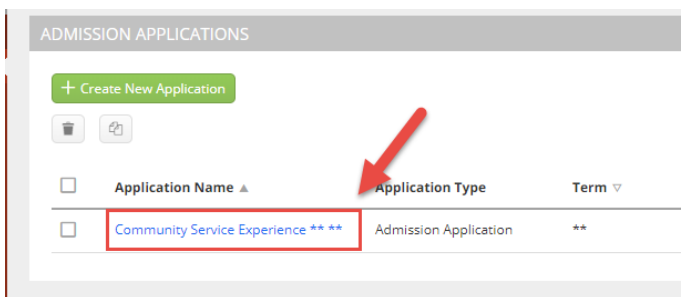 ADMISSION APPLICATIONS
+ Create New Application
Application Name ▲ Application Type Term ▽
Community Service Experience ** ** Admission Application **